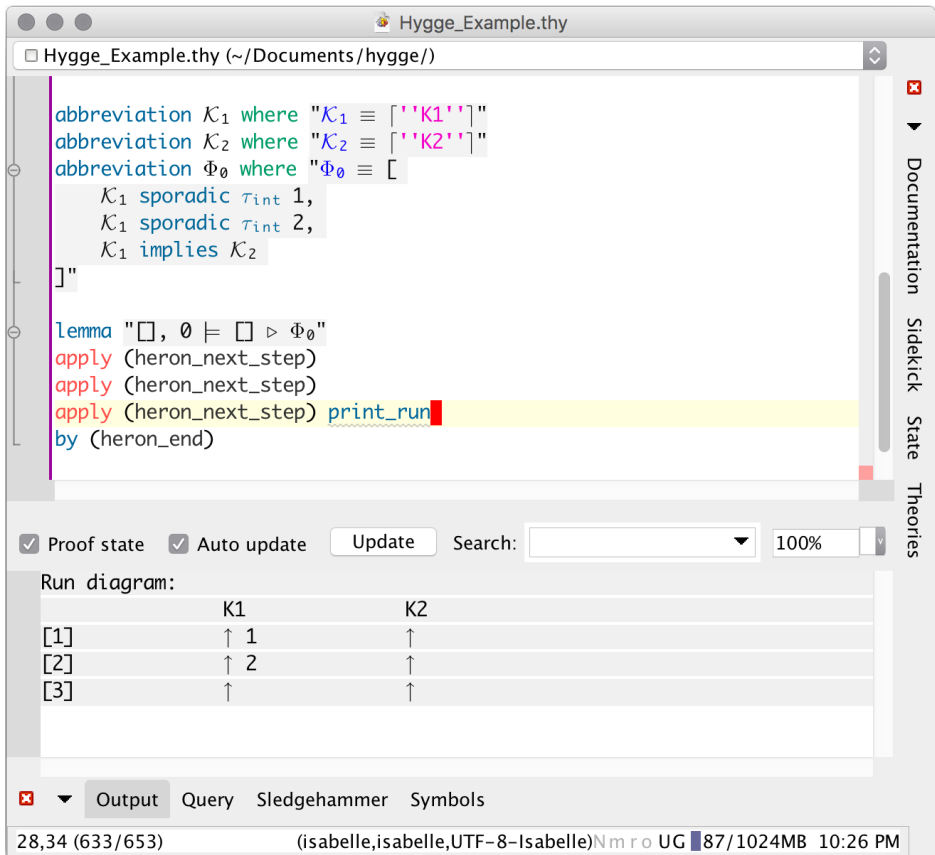 Hygge_Example.thy
Hygge_Example.thy (~/Documents/hygge/)
abbreviation 𝒦₁ where "𝒦₁ ≡ ⌈''K1''⌉"
abbreviation 𝒦₂ where "𝒦₂ ≡ ⌈''K2''⌉"
abbreviation Φ₀ where "Φ₀ ≡ [
𝒦₁ sporadic τint 1,
𝒦₁ sporadic τint 2,
𝒦₁ implies 𝒦₂
]"
lemma "[], 0 ⊨ [] ▹ Φ₀"
apply (heron_next_step)
apply (heron_next_step)
apply (heron_next_step) print_run
by (heron_end)
Documentation
Sidekick
State
Theories
Proof state Auto update Update Search: 100%
Run diagram:
K1 K2
[1] ↑ 1 ↑
[2] ↑ 2 ↑
[3] ↑ ↑
Output Query Sledgehammer Symbols
28,34 (633/653) (isabelle,isabelle,UTF-8-Isabelle)N m r o UG 87/1024MB 10:26 PM